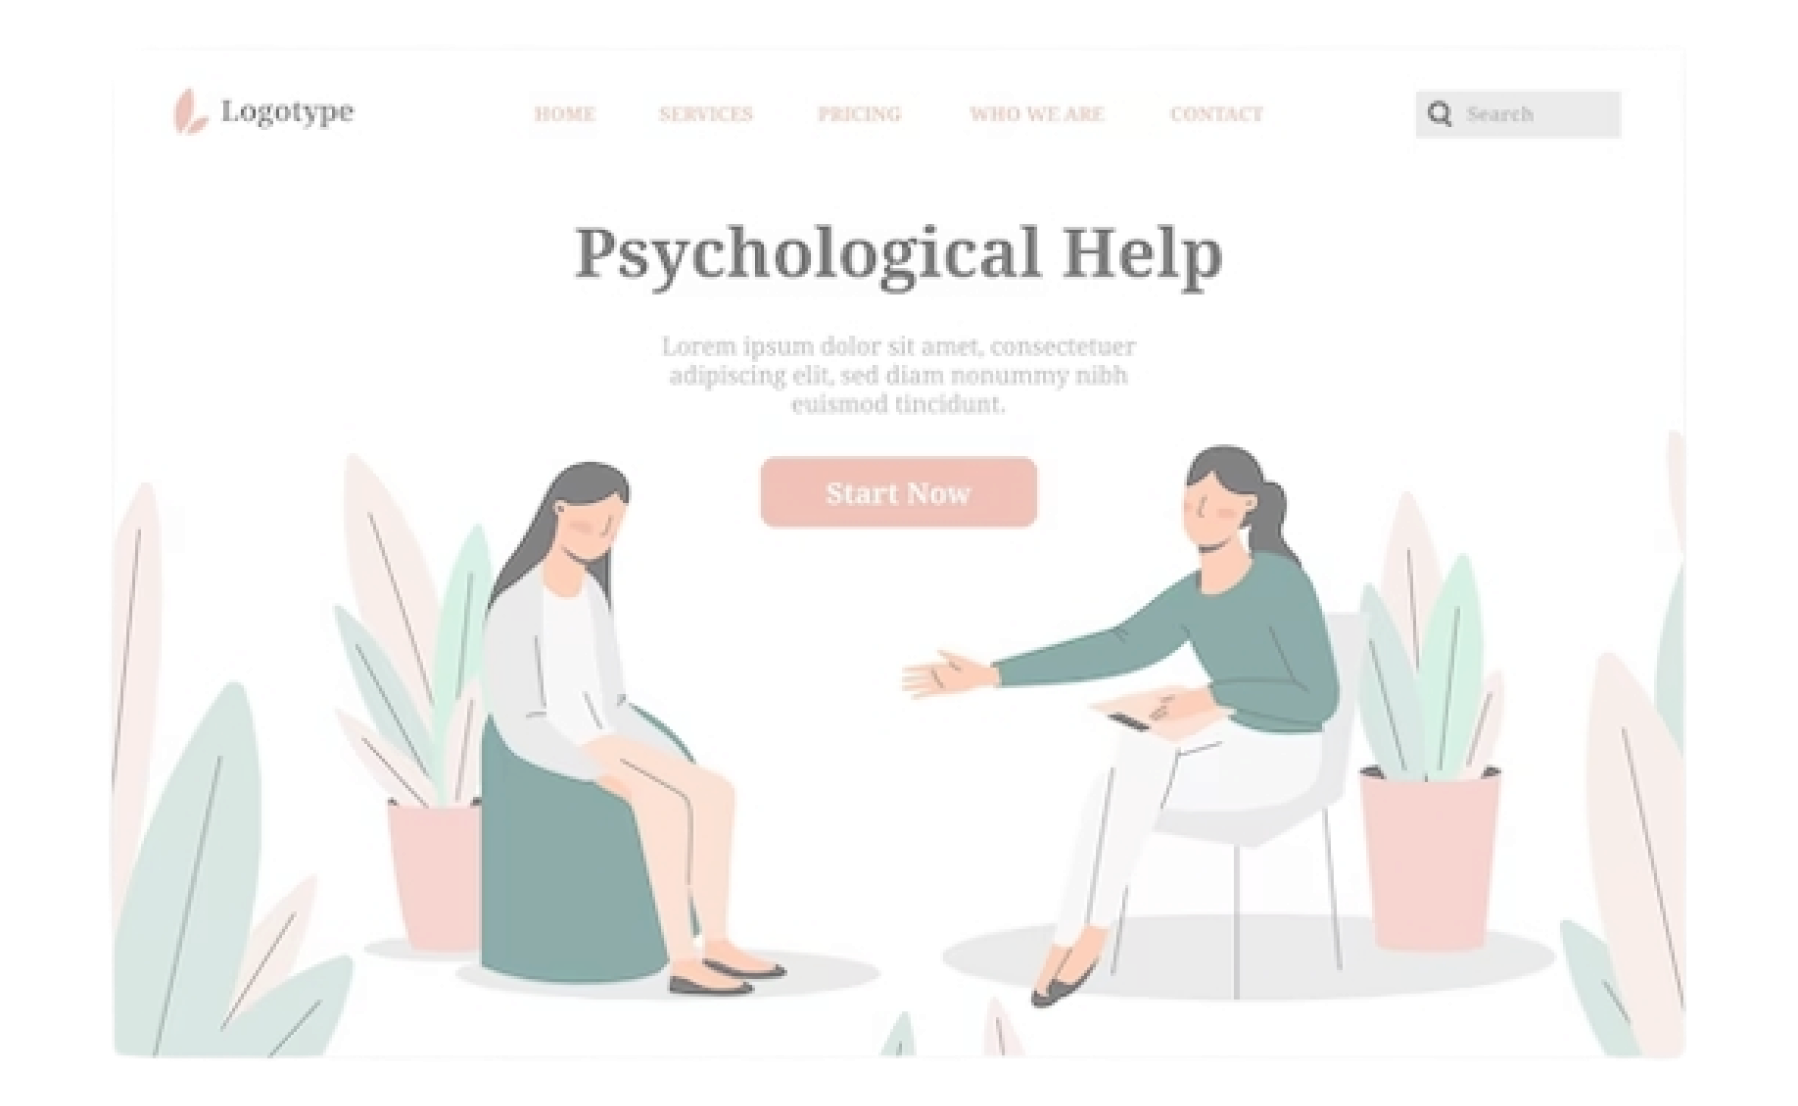 Logotype
HOME SERVICES PRICING WHO WE ARE CONTACT
Search
Psychological Help
Lorem ipsum dolor sit amet, consectetuer
adipiscing elit, sed diam nonummy nibh
euismod tincidunt.
Start Now